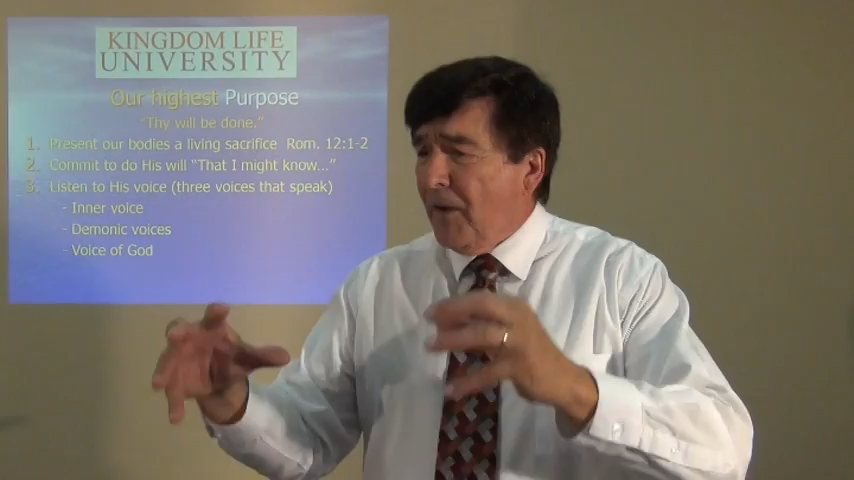 KINGDOM LIFE
UNIVERSITY
Our highest Purpose
"Thy will be done."
1. Present our bodies a living sacrifice Rom. 12:1-2
2. Commit to do His will "That I might know..."
3. Listen to His voice (three voices that speak)
- Inner voice
- Demonic voices
- Voice of God